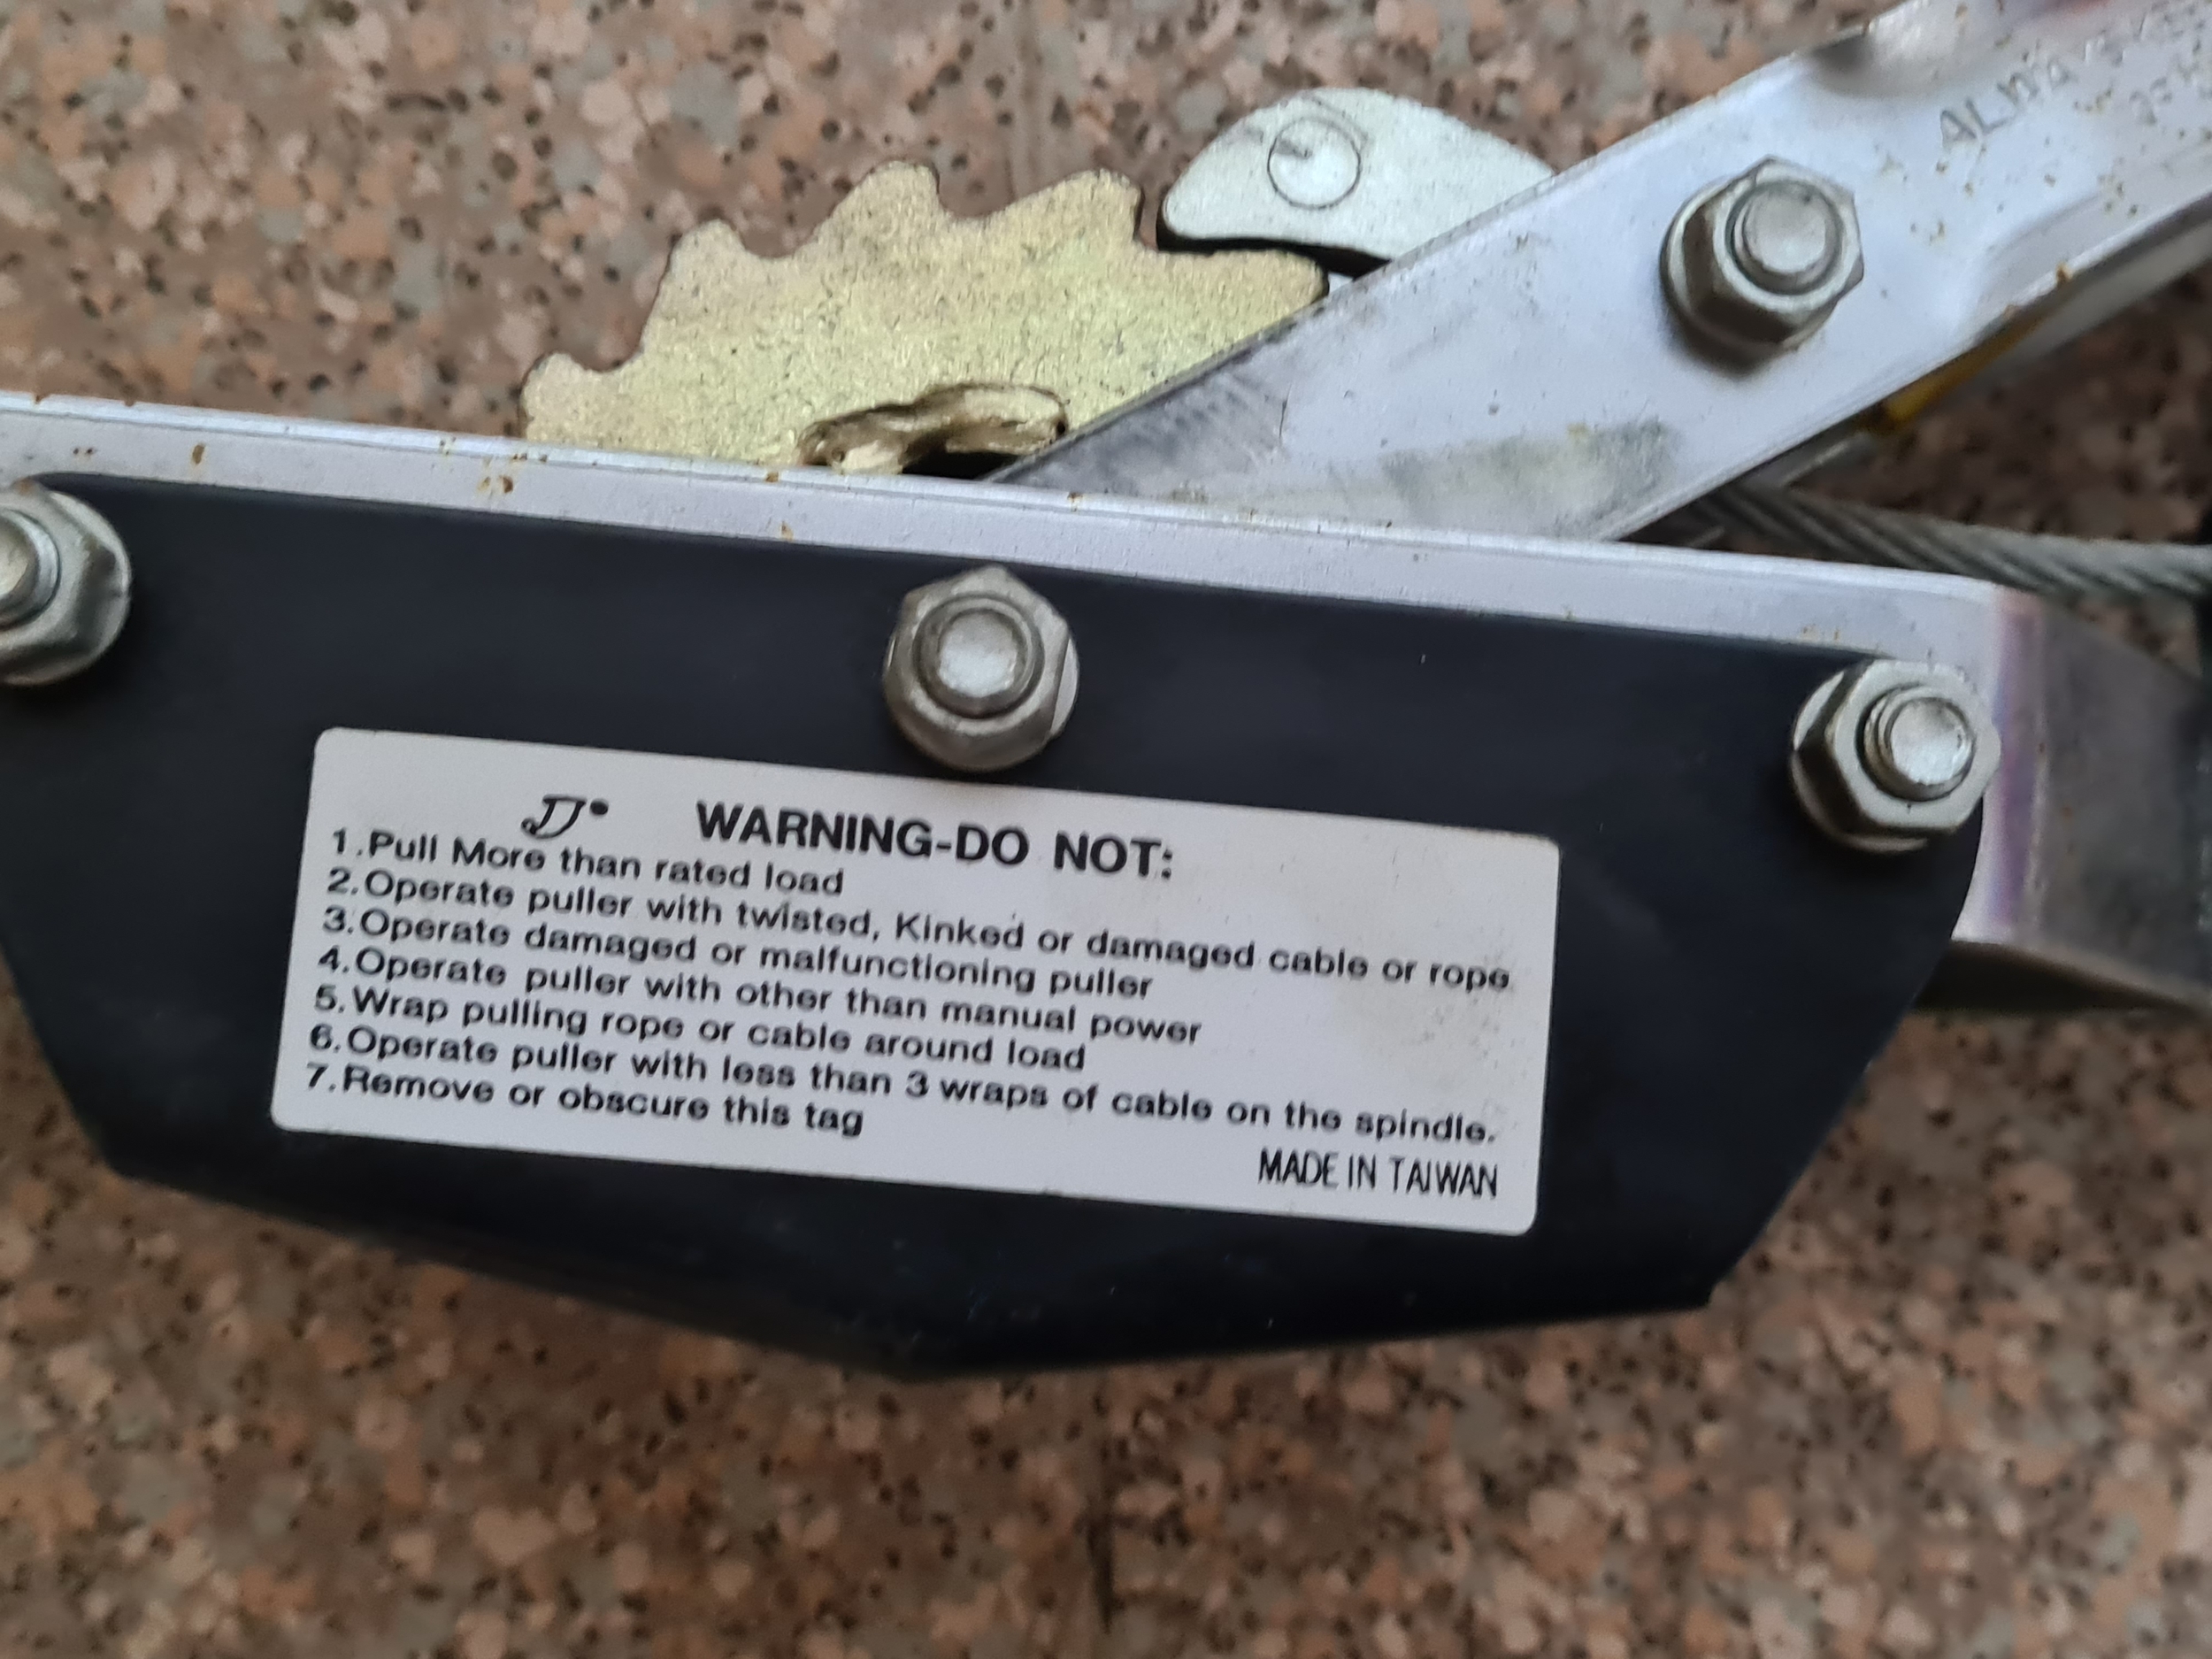 WARNING-DO NOT:
1.Pull More than rated load
2.Operate puller with twisted, Kinked or damaged cable or rope
3.Operate damaged or malfunctioning puller
4.Operate puller with other than manual power
5.Wrap pulling rope or cable around load
6.Operate puller with less than 3 wraps of cable on the spindle.
7.Remove or obscure this tag
MADE IN TAIWAN